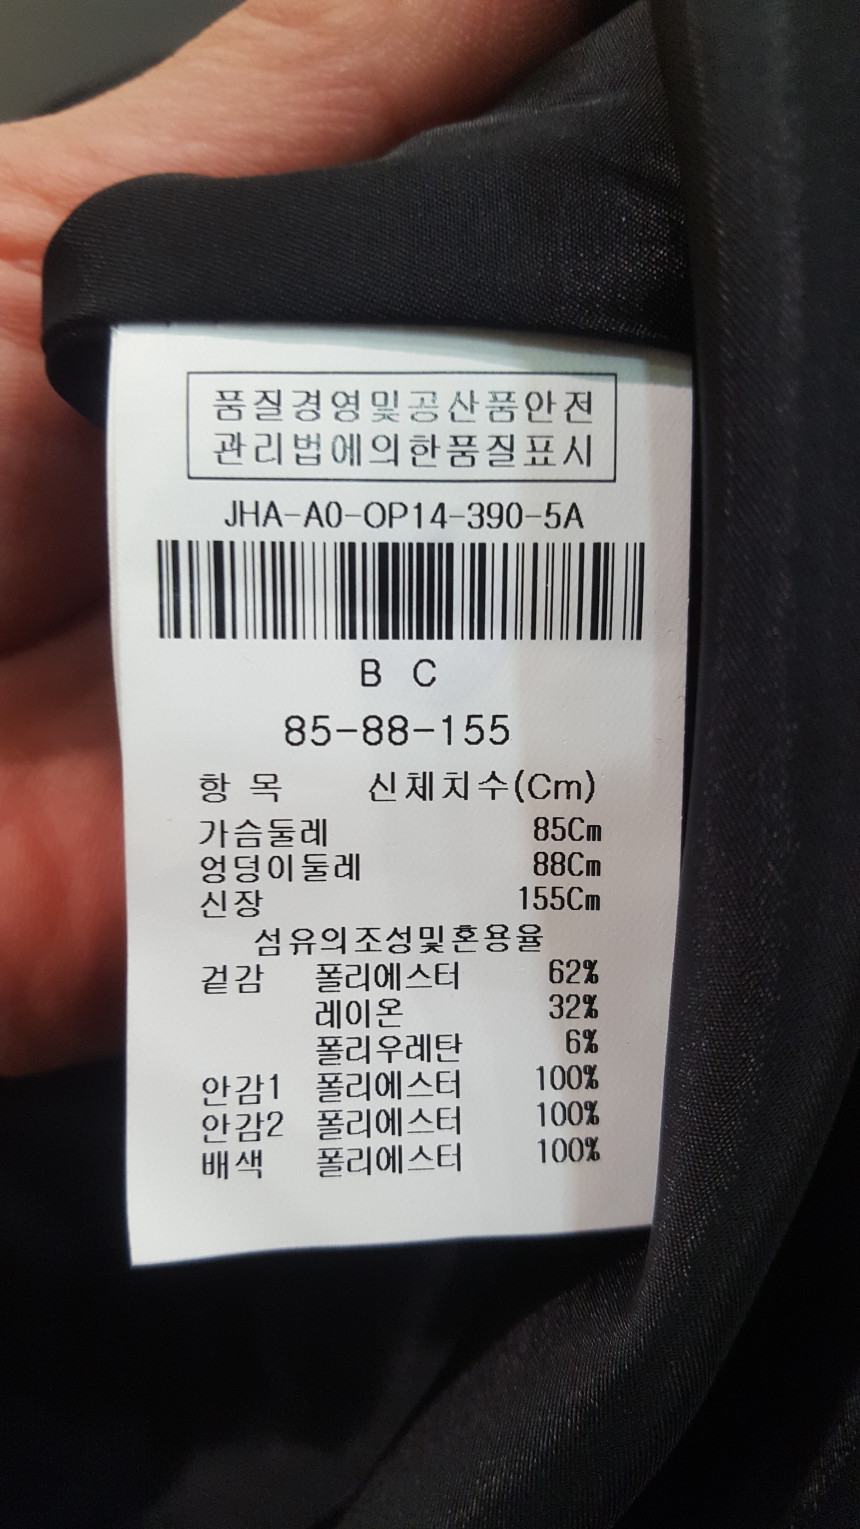 품질경영및공산품안전
관리법에의한품질표시
JHA-A0-OP14-390-5A
B C
85-88-155
항 목 신체치수(Cm)
가슴둘레 85Cm
엉덩이둘레 88Cm
신장 155Cm
섬유의조성및혼용율
겉감 폴리에스터 62%
레이온 32%
폴리우레탄 6%
안감1 폴리에스터 100%
안감2 폴리에스터 100%
배색 폴리에스터 100%